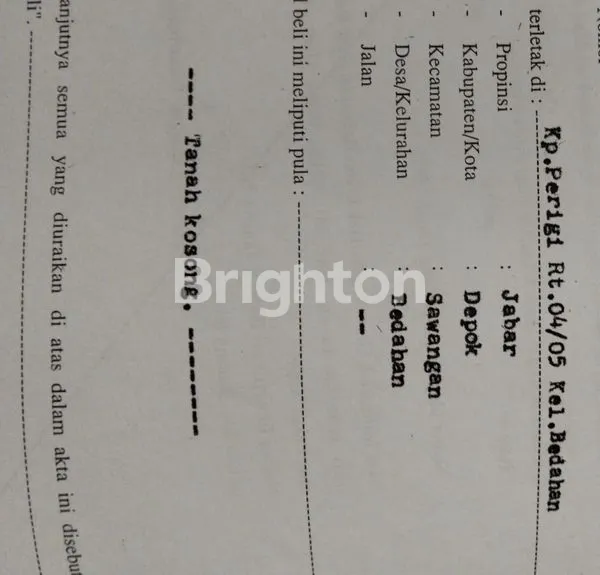 terletak di : Kp.Perigi Rt.04/05 Kel.Bedahan
- Propinsi : Jabar
- Kabupaten/Kota : Depok
- Kecamatan : Sawangan
- Desa/Kelurahan : Bedahan
- Jalan : --
l beli ini meliputi pula : --------------------
---- Tanah kosong. --------
anjutnya semua yang diuraikan di atas dalam akta ini disebut
li". --------------------
Brighton